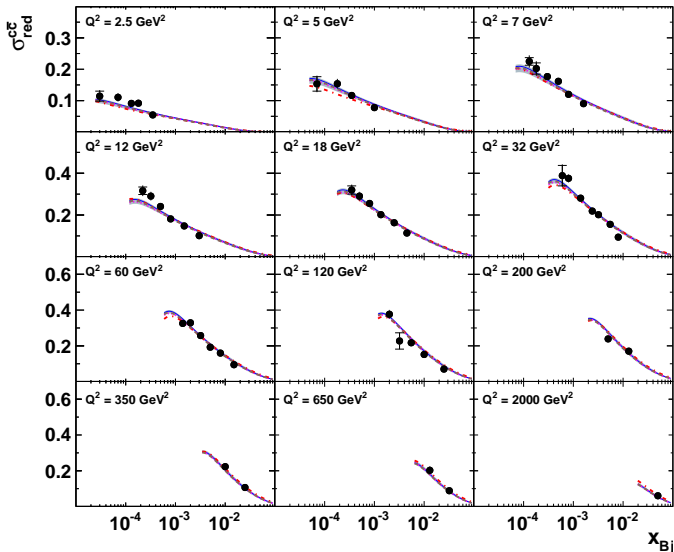 σ_red^cc̄
Q² = 2.5 GeV² Q² = 5 GeV² Q² = 7 GeV²
0.3
0.2
0.1
Q² = 12 GeV² Q² = 18 GeV² Q² = 32 GeV²
0.4
0.2
Q² = 60 GeV² Q² = 120 GeV² Q² = 200 GeV²
0.6
0.4
0.2
Q² = 350 GeV² Q² = 650 GeV² Q² = 2000 GeV²
0.6
0.4
0.2
10⁻⁴ 10⁻³ 10⁻² 10⁻⁴ 10⁻³ 10⁻² 10⁻⁴ 10⁻³ 10⁻²
x_Bj